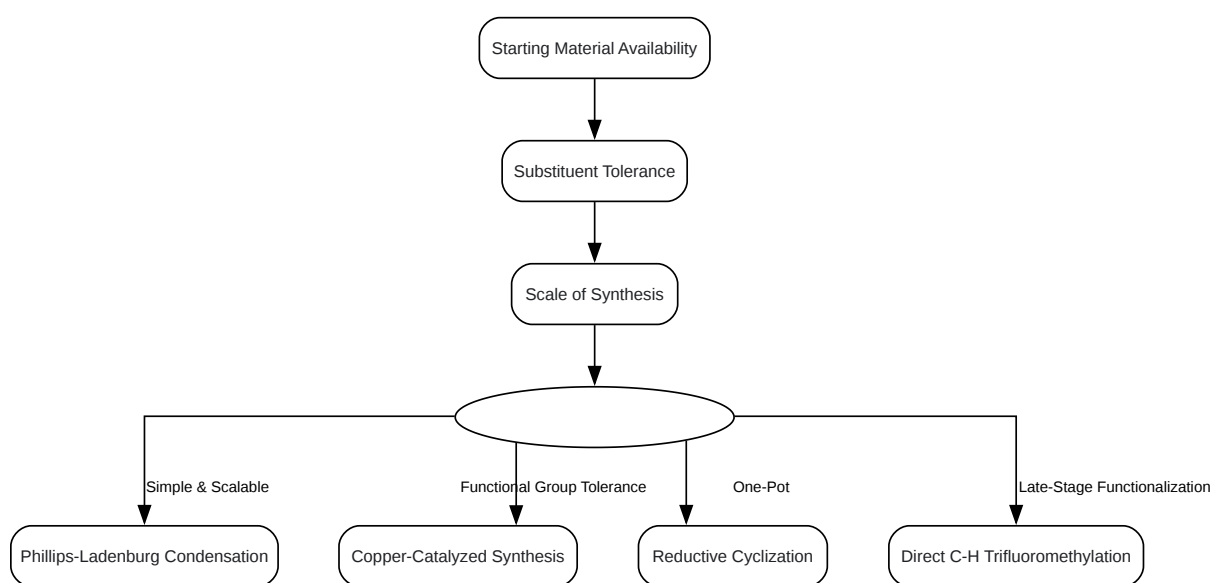 Starting Material Availability
Substituent Tolerance
Scale of Synthesis
Simple & Scalable
Functional Group Tolerance
One-Pot
Late-Stage Functionalization
Phillips-Ladenburg Condensation
Copper-Catalyzed Synthesis
Reductive Cyclization
Direct C-H Trifluoromethylation